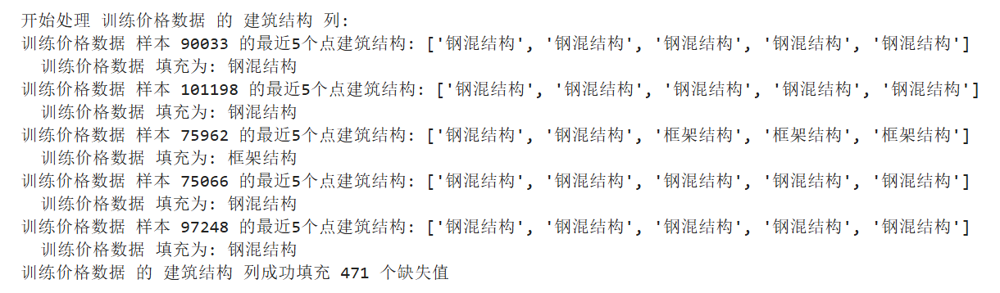 开始处理 训练价格数据 的 建筑结构 列:
训练价格数据 样本 90033 的最近5个点建筑结构: ['钢混结构', '钢混结构', '钢混结构', '钢混结构', '钢混结构']
训练价格数据 填充为: 钢混结构
训练价格数据 样本 101198 的最近5个点建筑结构: ['钢混结构', '钢混结构', '钢混结构', '钢混结构', '钢混结构']
训练价格数据 填充为: 钢混结构
训练价格数据 样本 75962 的最近5个点建筑结构: ['钢混结构', '钢混结构', '框架结构', '框架结构', '框架结构']
训练价格数据 填充为: 框架结构
训练价格数据 样本 75066 的最近5个点建筑结构: ['钢混结构', '钢混结构', '钢混结构', '钢混结构', '钢混结构']
训练价格数据 填充为: 钢混结构
训练价格数据 样本 97248 的最近5个点建筑结构: ['钢混结构', '钢混结构', '钢混结构', '钢混结构', '钢混结构']
训练价格数据 填充为: 钢混结构
训练价格数据 的 建筑结构 列成功填充 471 个缺失值